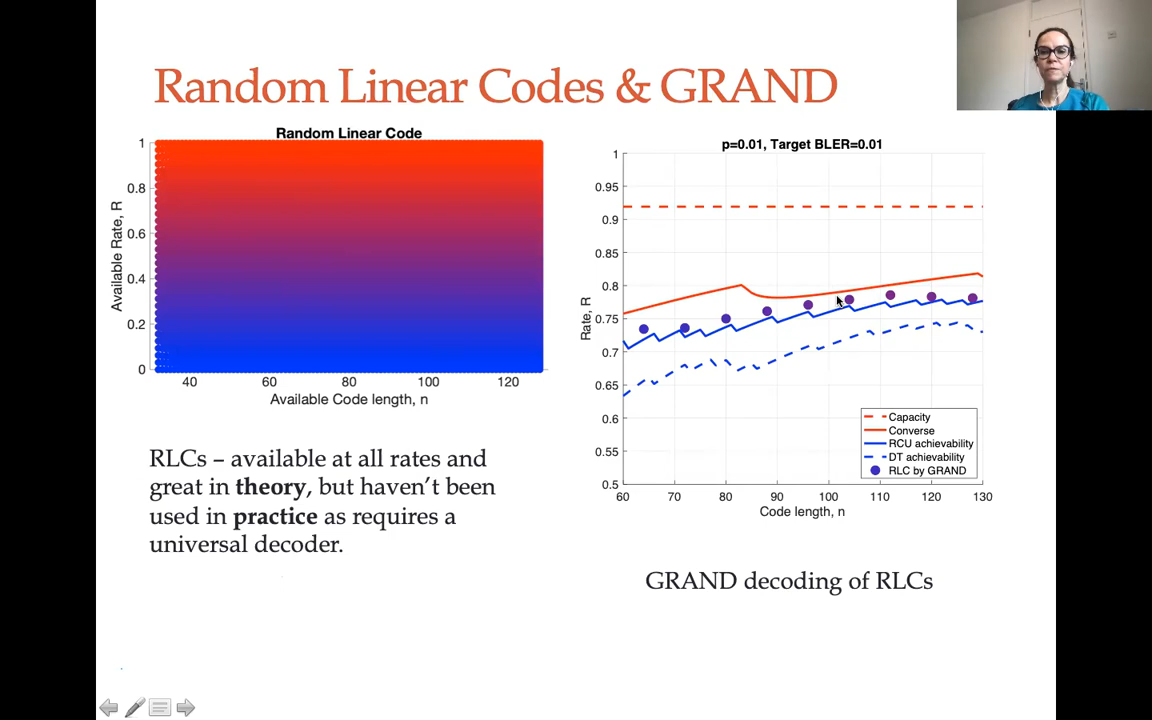 Random Linear Codes & GRAND
Random Linear Code
1
0.8
0.6
0.4
0.2
0
Available Rate, R
40 60 80 100 120
Available Code length, n
RLCs – available at all rates and
great in theory, but haven't been
used in practice as requires a
universal decoder.
p=0.01, Target BLER=0.01
1
0.95
0.9
0.85
0.8
0.75
0.7
0.65
0.6
0.55
0.5
Rate, R
60 70 80 90 100 110 120 130
Code length, n
Capacity
Converse
RCU achievability
DT achievability
RLC by GRAND
GRAND decoding of RLCs